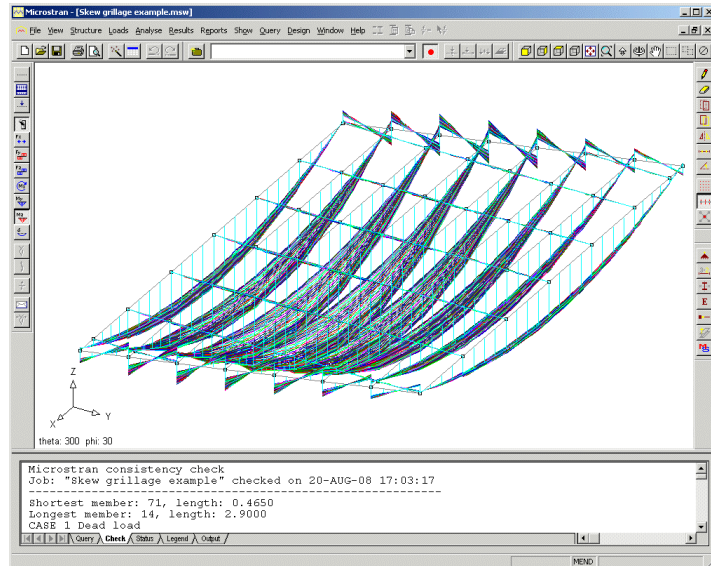 Microstran - [Skew grillage example.msw]
File View Structure Loads Analyse Results Reports Show Query Design Window Help
Z
X
Y
theta: 300 phi: 30
Microstran consistency check
Job: "Skew grillage example" checked on 20-AUG-08 17:03:17
Shortest member: 71, length: 0.4650
Longest member: 14, length: 2.9000
CASE 1 Dead load
Query Check Status Legend Output
MEND